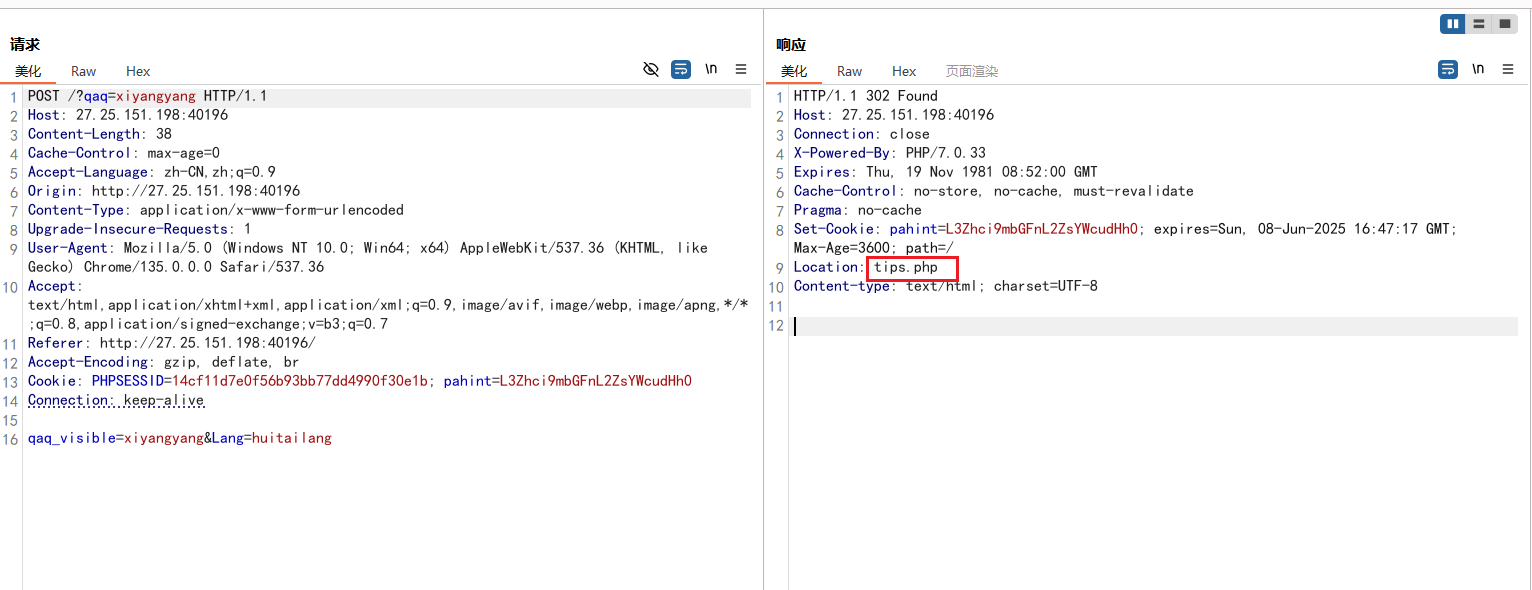 请求
美化 Raw Hex \n
1 POST /?qaq=xiyangyang HTTP/1.1
2 Host: 27.25.151.198:40196
3 Content-Length: 38
4 Cache-Control: max-age=0
5 Accept-Language: zh-CN,zh;q=0.9
6 Origin: http://27.25.151.198:40196
7 Content-Type: application/x-www-form-urlencoded
8 Upgrade-Insecure-Requests: 1
9 User-Agent: Mozilla/5.0 (Windows NT 10.0; Win64; x64) AppleWebKit/537.36 (KHTML, like
Gecko) Chrome/135.0.0.0 Safari/537.36
10 Accept:
text/html,application/xhtml+xml,application/xml;q=0.9,image/avif,image/webp,image/apng,*/*
;q=0.8,application/signed-exchange;v=b3;q=0.7
11 Referer: http://27.25.151.198:40196/
12 Accept-Encoding: gzip, deflate, br
13 Cookie: PHPSESSID=14cf11d7e0f56b93bb77dd4990f30e1b; pahint=L3Zhci9mbGFnL2ZsYWcudHh0
14 Connection: keep-alive
15
16 qaq_visible=xiyangyang&Lang=huitailang
响应
美化 Raw Hex 页面渲染 \n
1 HTTP/1.1 302 Found
2 Host: 27.25.151.198:40196
3 Connection: close
4 X-Powered-By: PHP/7.0.33
5 Expires: Thu, 19 Nov 1981 08:52:00 GMT
6 Cache-Control: no-store, no-cache, must-revalidate
7 Pragma: no-cache
8 Set-Cookie: pahint=L3Zhci9mbGFnL2ZsYWcudHh0; expires=Sun, 08-Jun-2025 16:47:17 GMT;
Max-Age=3600; path=/
9 Location: tips.php
10 Content-type: text/html; charset=UTF-8
11
12